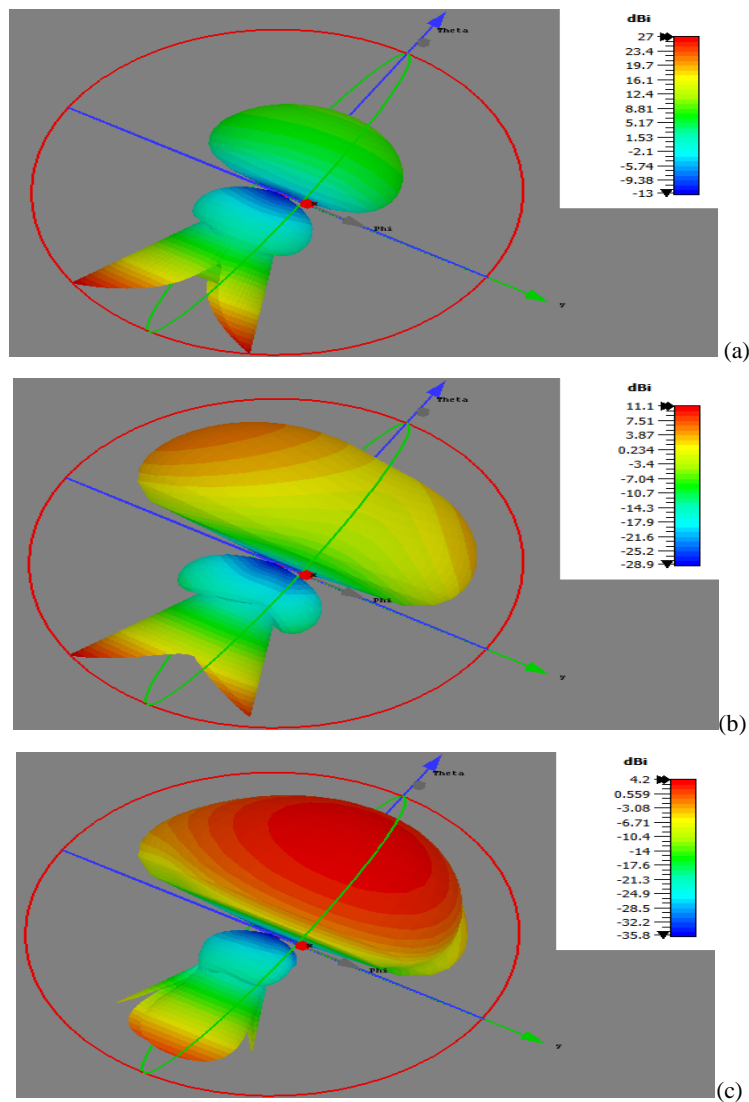 dBi
27
23.4
19.7
16.1
12.4
8.81
5.17
1.53
-2.1
-5.74
-9.38
-13
Theta
x
Phi
(a)
dBi
11.1
7.51
3.87
0.234
-3.4
-7.04
-10.7
-14.3
-17.9
-21.6
-25.2
-28.9
Theta
x
Phi
(b)
dBi
4.2
0.559
-3.08
-6.71
-10.4
-14
-17.6
-21.3
-24.9
-28.5
-32.2
-35.8
Theta
x
Phi
(c)